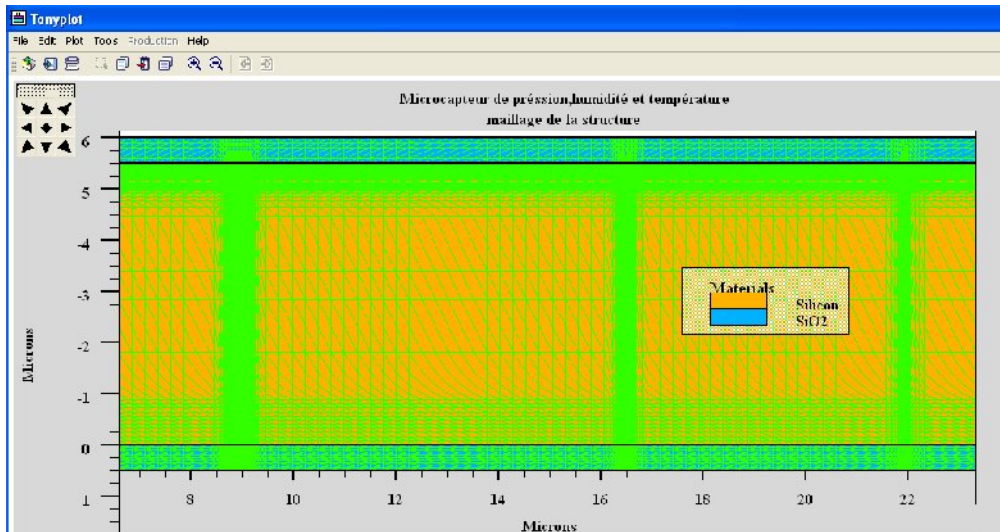 Tonyplot
File Edit Plot Tools Production Help
Microcapteur de préssion,humidité et température
maillage de la structure
6
5
-4
-3
-2
-1
0
1
Microns
Materials
Silicon
SiO2
8
10
12
14
16
18
20
22
Microns